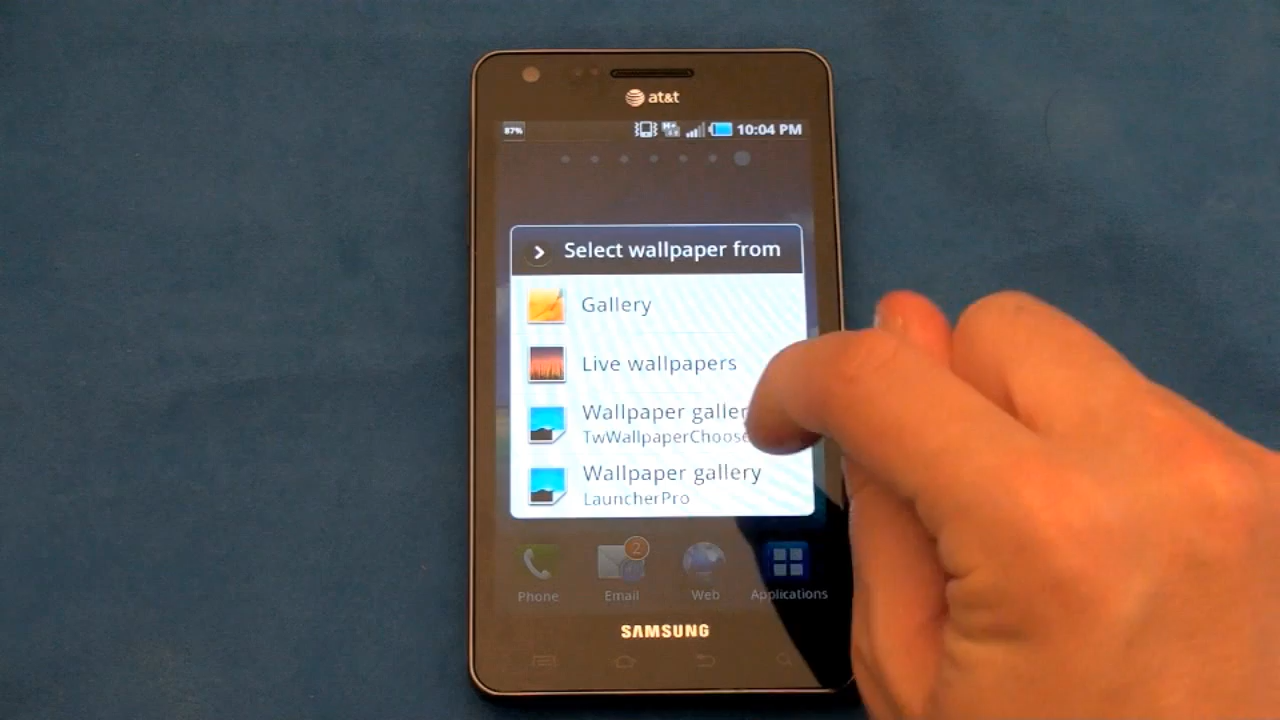 at&t
87%
10:04 PM
Select wallpaper from
Gallery
Live wallpapers
Wallpaper galler
TwWallpaperChoose
Wallpaper gallery
LauncherPro
2
Phone
Email
Web
Applications
SAMSUNG